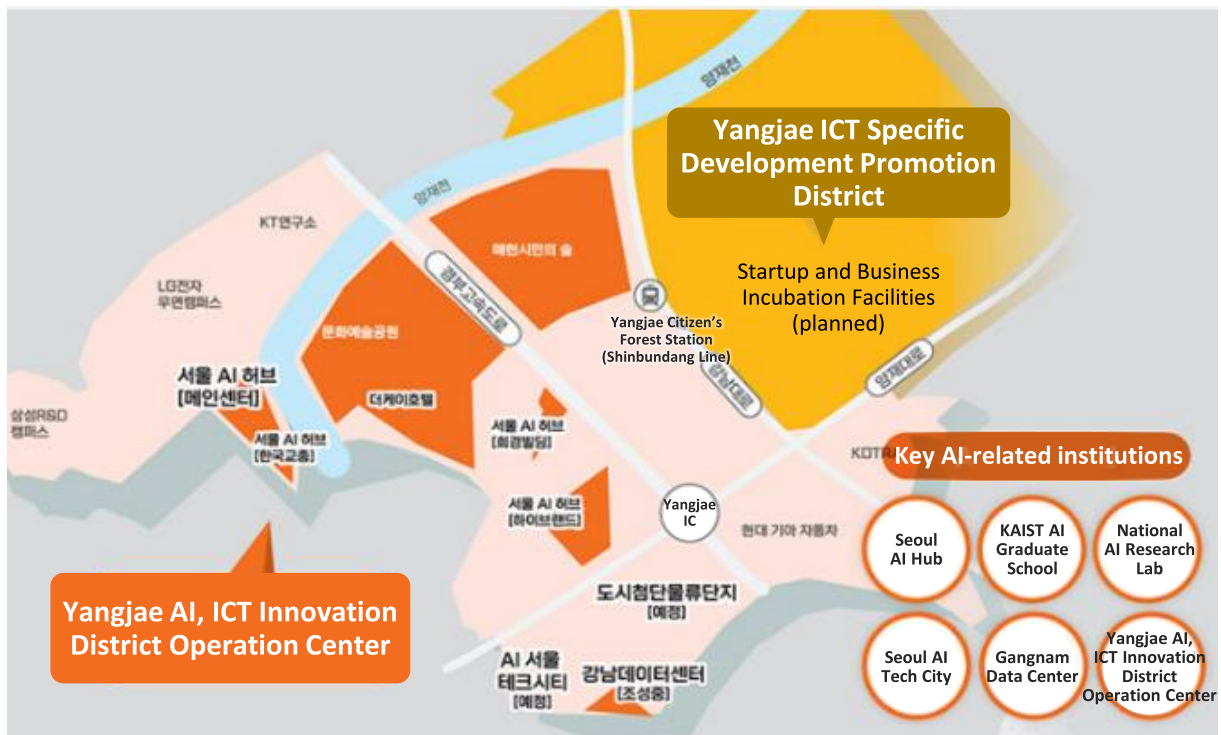 양재천
Yangjae ICT Specific
Development Promotion
District
Startup and Business
Incubation Facilities
(planned)
양재천
KT연구소
매헌시민의 숲
LG전자
우면캠퍼스
경부고속도로
문화예술공원
Yangjae Citizen's
Forest Station
(Shinbundang Line)
강남대로
양재대로
서울 AI 허브
[메인센터]
더케이호텔
삼성R&D
캠퍼스
서울 AI 허브
[한국교총]
서울 AI 허브
[희경빌딩]
서울 AI 허브
[하이브랜드]
Yangjae
IC
현대 기아 자동차
KOTRA
Key AI-related institutions
Seoul
AI Hub
KAIST AI
Graduate
School
National
AI Research
Lab
Seoul AI
Tech City
Gangnam
Data Center
Yangjae AI,
ICT Innovation
District
Operation Center
Yangjae AI, ICT Innovation
District Operation Center
도시첨단물류단지
[예정]
AI 서울
테크시티
[예정]
강남데이터센터
[조성중]